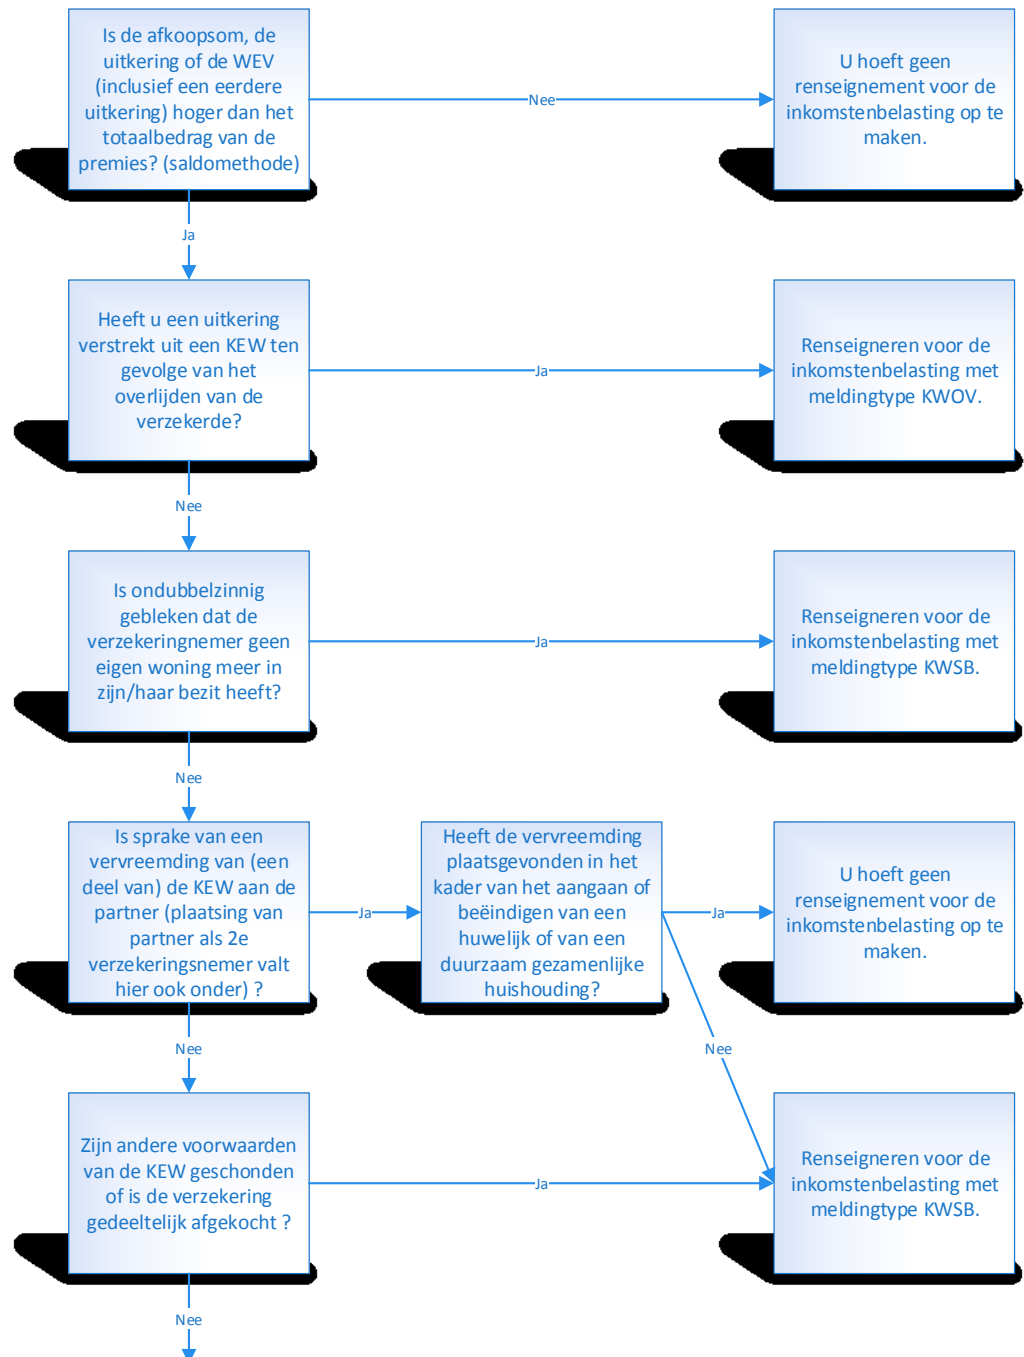 Is de afkoopsom, de
uitkering of de WEV
(inclusief een eerdere
uitkering) hoger dan het
totaalbedrag van de
premies? (saldomethode)
Nee
U hoeft geen
renseignement voor de
inkomstenbelasting op te
maken.
Ja
Heeft u een uitkering
verstrekt uit een KEW ten
gevolge van het
overlijden van de
verzekerde?
Ja
Renseigneren voor de
inkomstenbelasting met
meldingtype KWOV.
Nee
Is ondubbelzinnig
gebleken dat de
verzekeringnemer geen
eigen woning meer in
zijn/haar bezit heeft?
Ja
Renseigneren voor de
inkomstenbelasting met
meldingtype KWSB.
Nee
Is sprake van een
vervreemding van (een
deel van) de KEW aan de
partner (plaatsing van
partner als 2e
verzekeringsnemer valt
hier ook onder) ?
Ja
Heeft de vervreemding
plaatsgevonden in het
kader van het aangaan of
beëindigen van een
huwelijk of van een
duurzaam gezamenlijke
huishouding?
Ja
U hoeft geen
renseignement voor de
inkomstenbelasting op te
maken.
Nee
Nee
Zijn andere voorwaarden
van de KEW geschonden
of is de verzekering
gedeeltelijk afgekocht ?
Ja
Renseigneren voor de
inkomstenbelasting met
meldingtype KWSB.
Nee